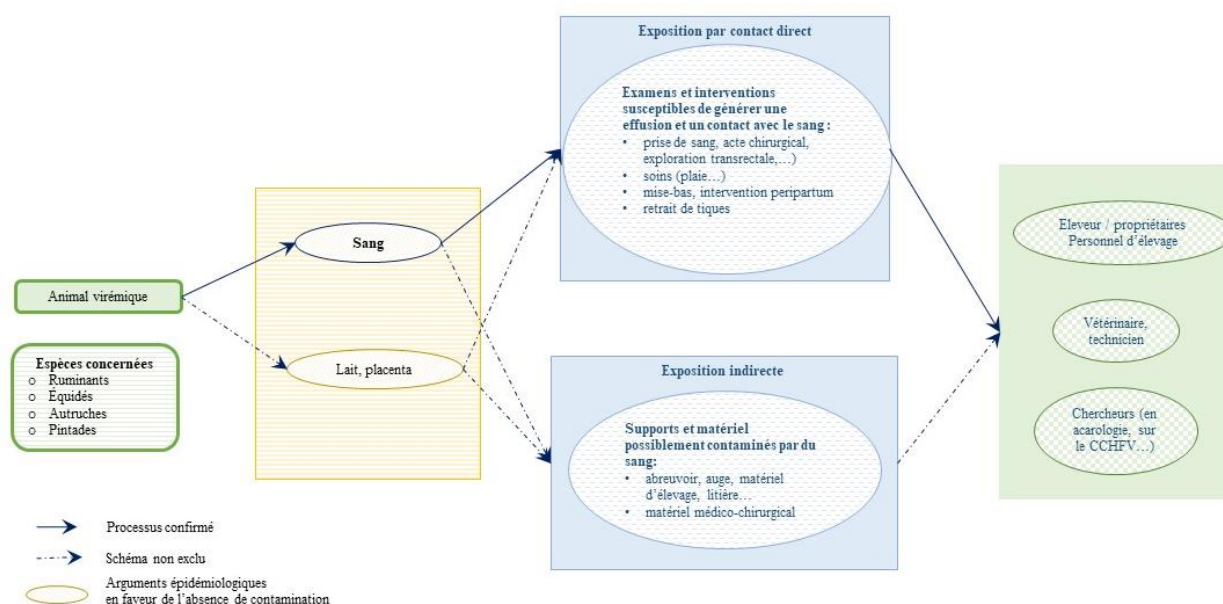 Animal virémique
Espèces concernées
o Ruminants
o Équidés
o Autruches
o Pintades
Sang
Lait, placenta
Exposition par contact direct
Examens et interventions
susceptibles de générer une
effusion et un contact avec le sang :
• prise de sang, acte chirurgical,
exploration transrectale,…)
• soins (plaie…)
• mise-bas, intervention peripartum
• retrait de tiques
Exposition indirecte
Supports et matériel
possiblement contaminés par du
sang:
• abreuvoir, auge, matériel
d’élevage, litière…
• matériel médico-chirurgical
Eleveur / propriétaires
Personnel d’élevage
Vétérinaire,
technicien
Chercheurs (en
acarologie, sur
le CCHFV…)
Processus confirmé
Schéma non exclu
Arguments épidémiologiques
en faveur de l’absence de contamination